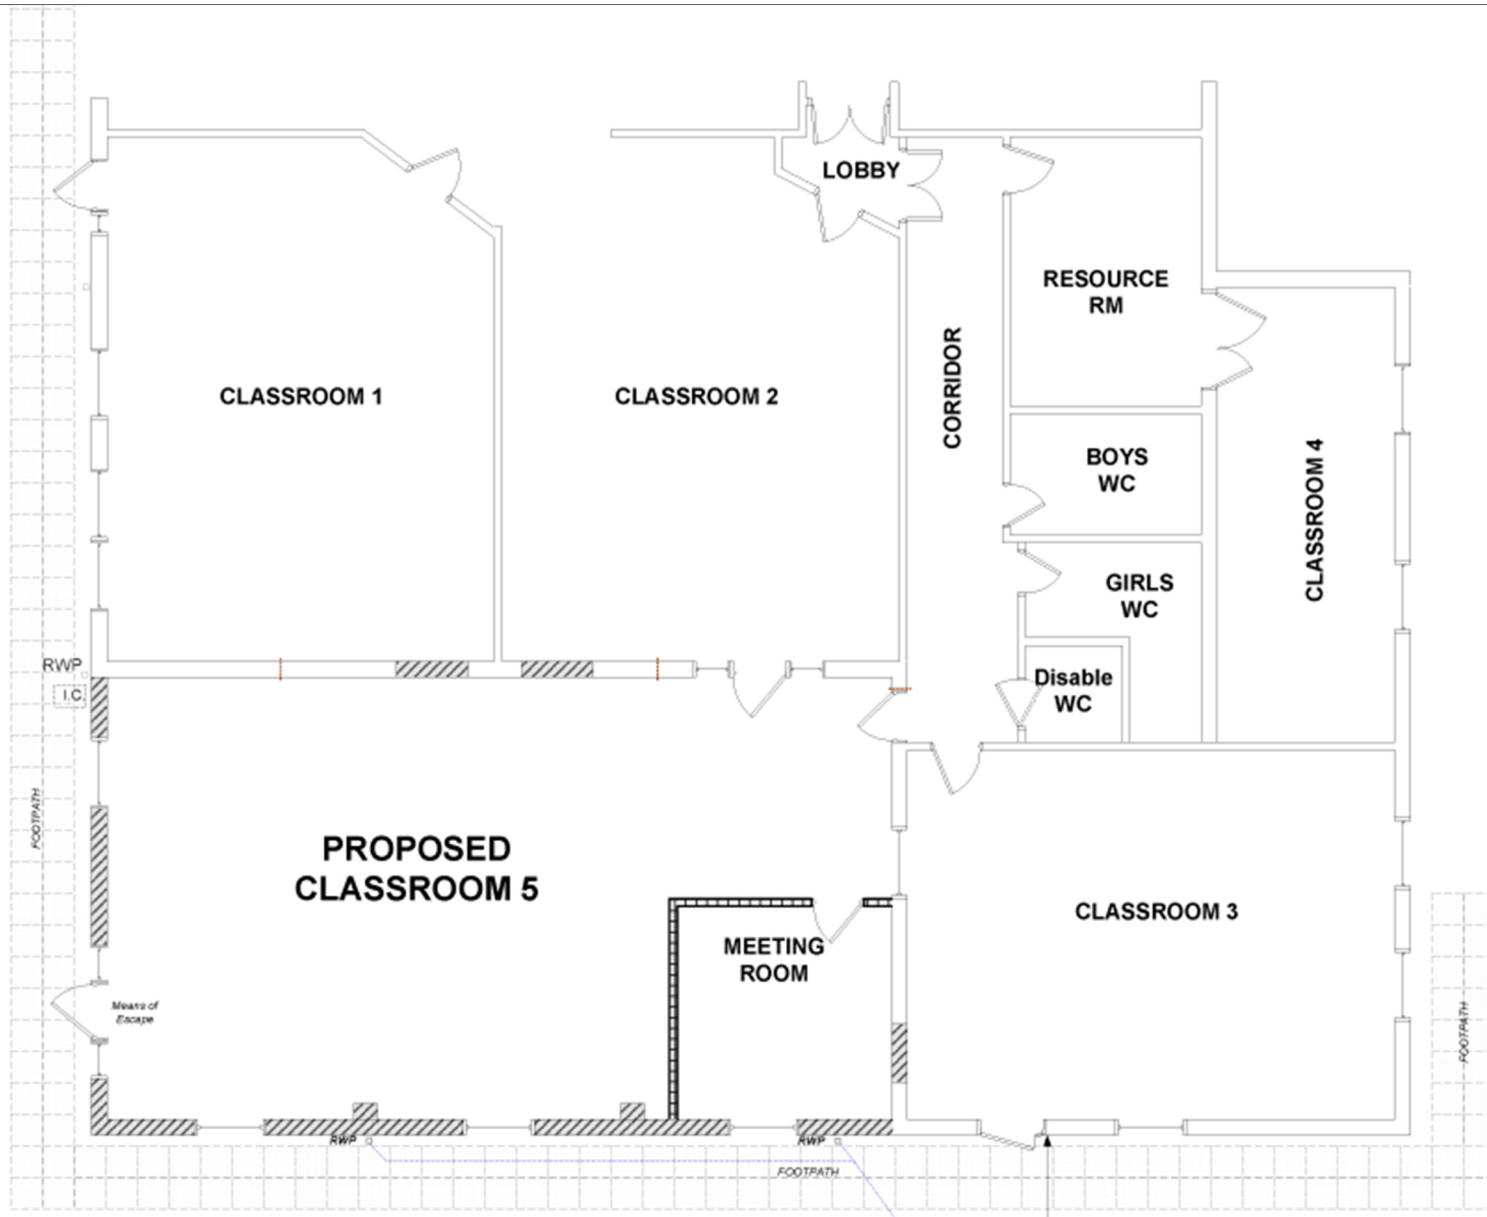 LOBBY
RESOURCE
RM
CORRIDOR
CLASSROOM 1
CLASSROOM 2
BOYS
WC
CLASSROOM 4
GIRLS
WC
RWP
I.C.
Disable
WC
FOOTPATH
PROPOSED
CLASSROOM 5
CLASSROOM 3
MEETING
ROOM
Means of
Escape
FOOTPATH
RWP
RWP
FOOTPATH